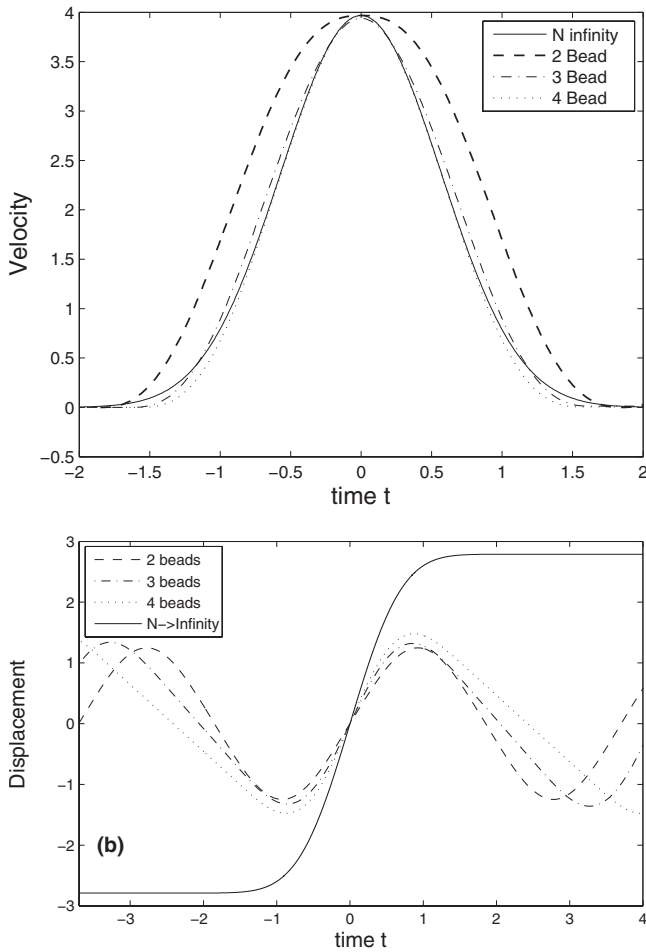 4
3.5
3
2.5
2
1.5
1
0.5
0
−0.5
Velocity
N infinity
2 Bead
3 Bead
4 Bead
−2 −1.5 −1 −0.5 0 0.5 1 1.5 2
time t
3
2
1
0
−1
−2
−3
Displacement
2 beads
3 beads
4 beads
N−>Infinity
(b)
−3 −2 −1 0 1 2 3 4
time t